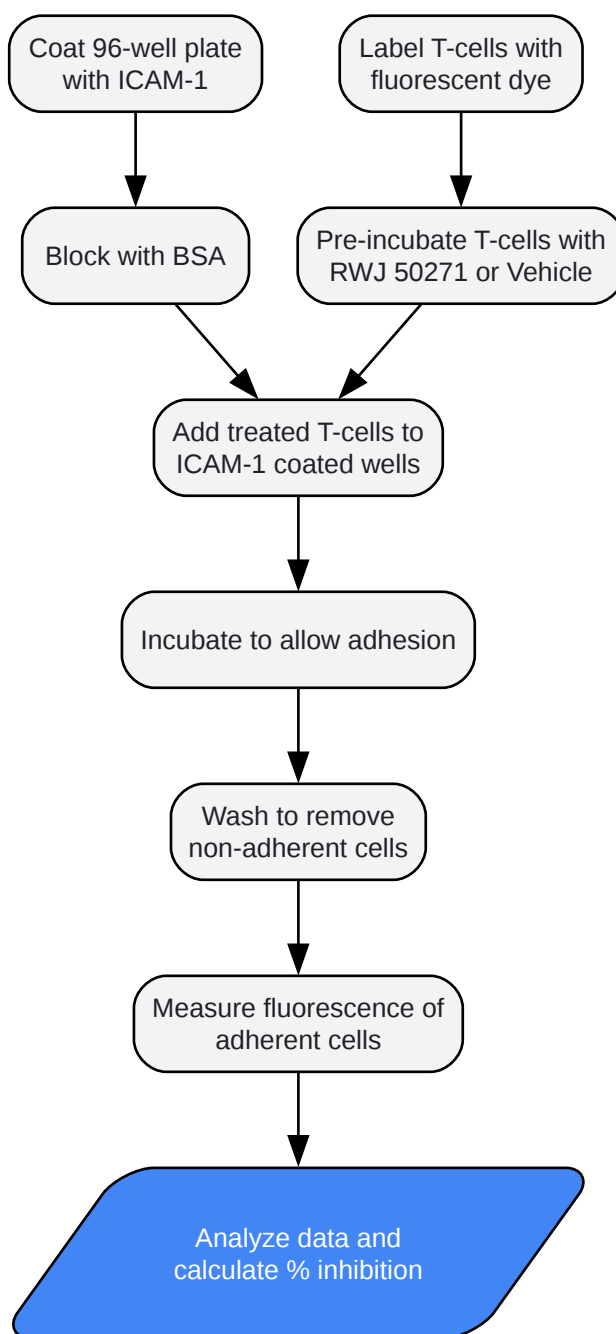 Coat 96-well plate
with ICAM-1
Label T-cells with
fluorescent dye
Block with BSA
Pre-incubate T-cells with
RWJ 50271 or Vehicle
Add treated T-cells to
ICAM-1 coated wells
Incubate to allow adhesion
Wash to remove
non-adherent cells
Measure fluorescence of
adherent cells
Analyze data and
calculate % inhibition